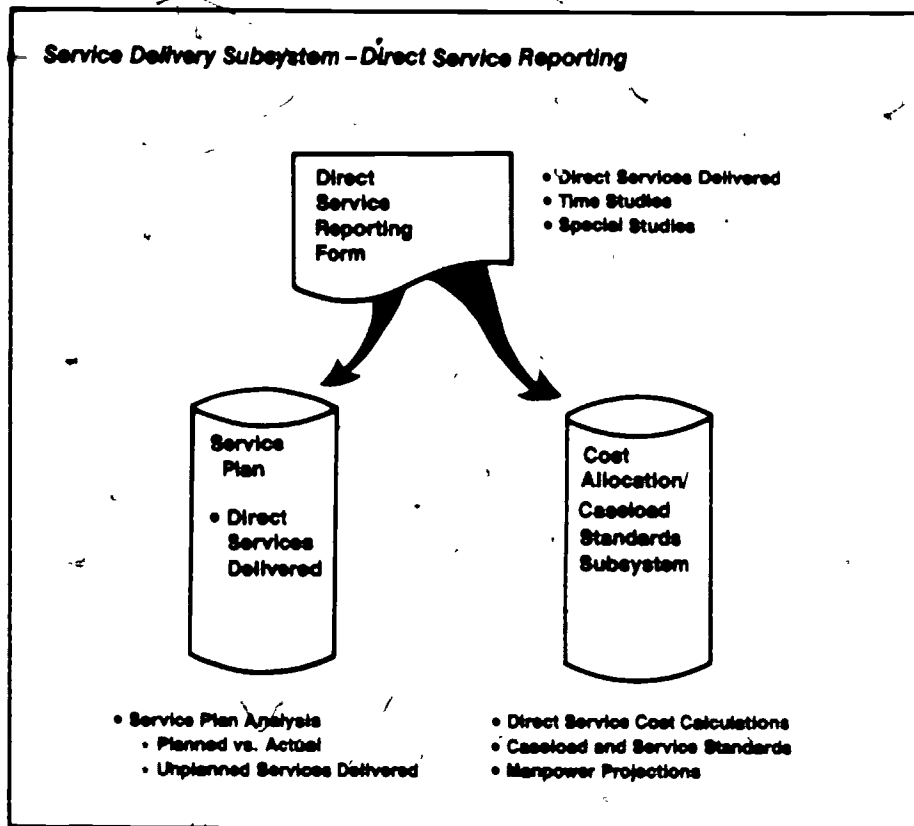 Service Delivery Subsystem – Direct Service Reporting
Direct
Service
Reporting
Form
• Direct Services Delivered
• Time Studies
• Special Studies
Service
Plan
• Direct
Services
Delivered
Cost
Allocation/
Caseload
Standards
Subsystem
• Service Plan Analysis
• Planned vs. Actual
• Unplanned Services Delivered
• Direct Service Cost Calculations
• Caseload and Service Standards
• Manpower Projections